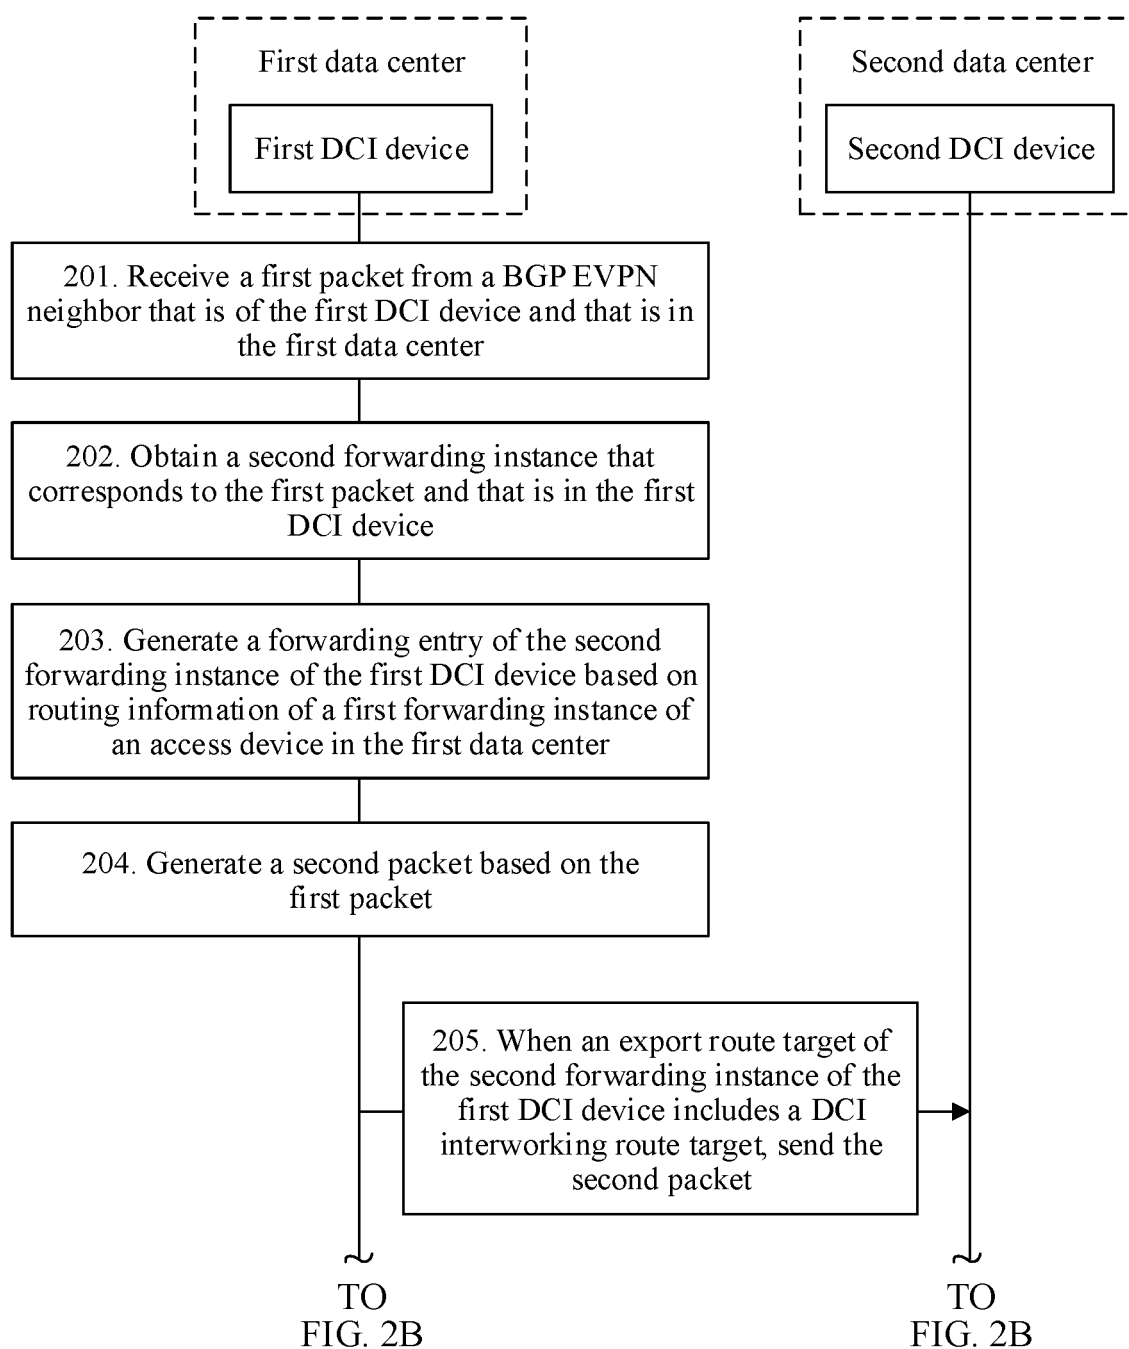 First data center
First DCI device
Second data center
Second DCI device
201. Receive a first packet from a BGP EVPN
neighbor that is of the first DCI device and that is in
the first data center
202. Obtain a second forwarding instance that
corresponds to the first packet and that is in the first
DCI device
203. Generate a forwarding entry of the second
forwarding instance of the first DCI device based on
routing information of a first forwarding instance of
an access device in the first data center
204. Generate a second packet based on the
first packet
205. When an export route target of
the second forwarding instance of the
first DCI device includes a DCI
interworking route target, send the
second packet
TO
FIG. 2B
TO
FIG. 2B